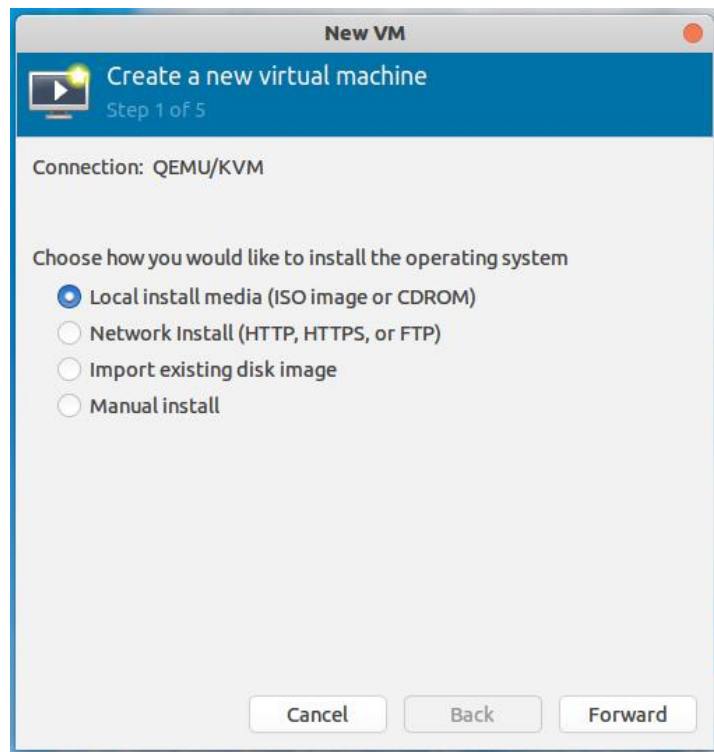 New VM
Create a new virtual machine
Step 1 of 5
Connection: QEMU/KVM
Choose how you would like to install the operating system
Local install media (ISO image or CDROM)
Network Install (HTTP, HTTPS, or FTP)
Import existing disk image
Manual install
Cancel Back Forward